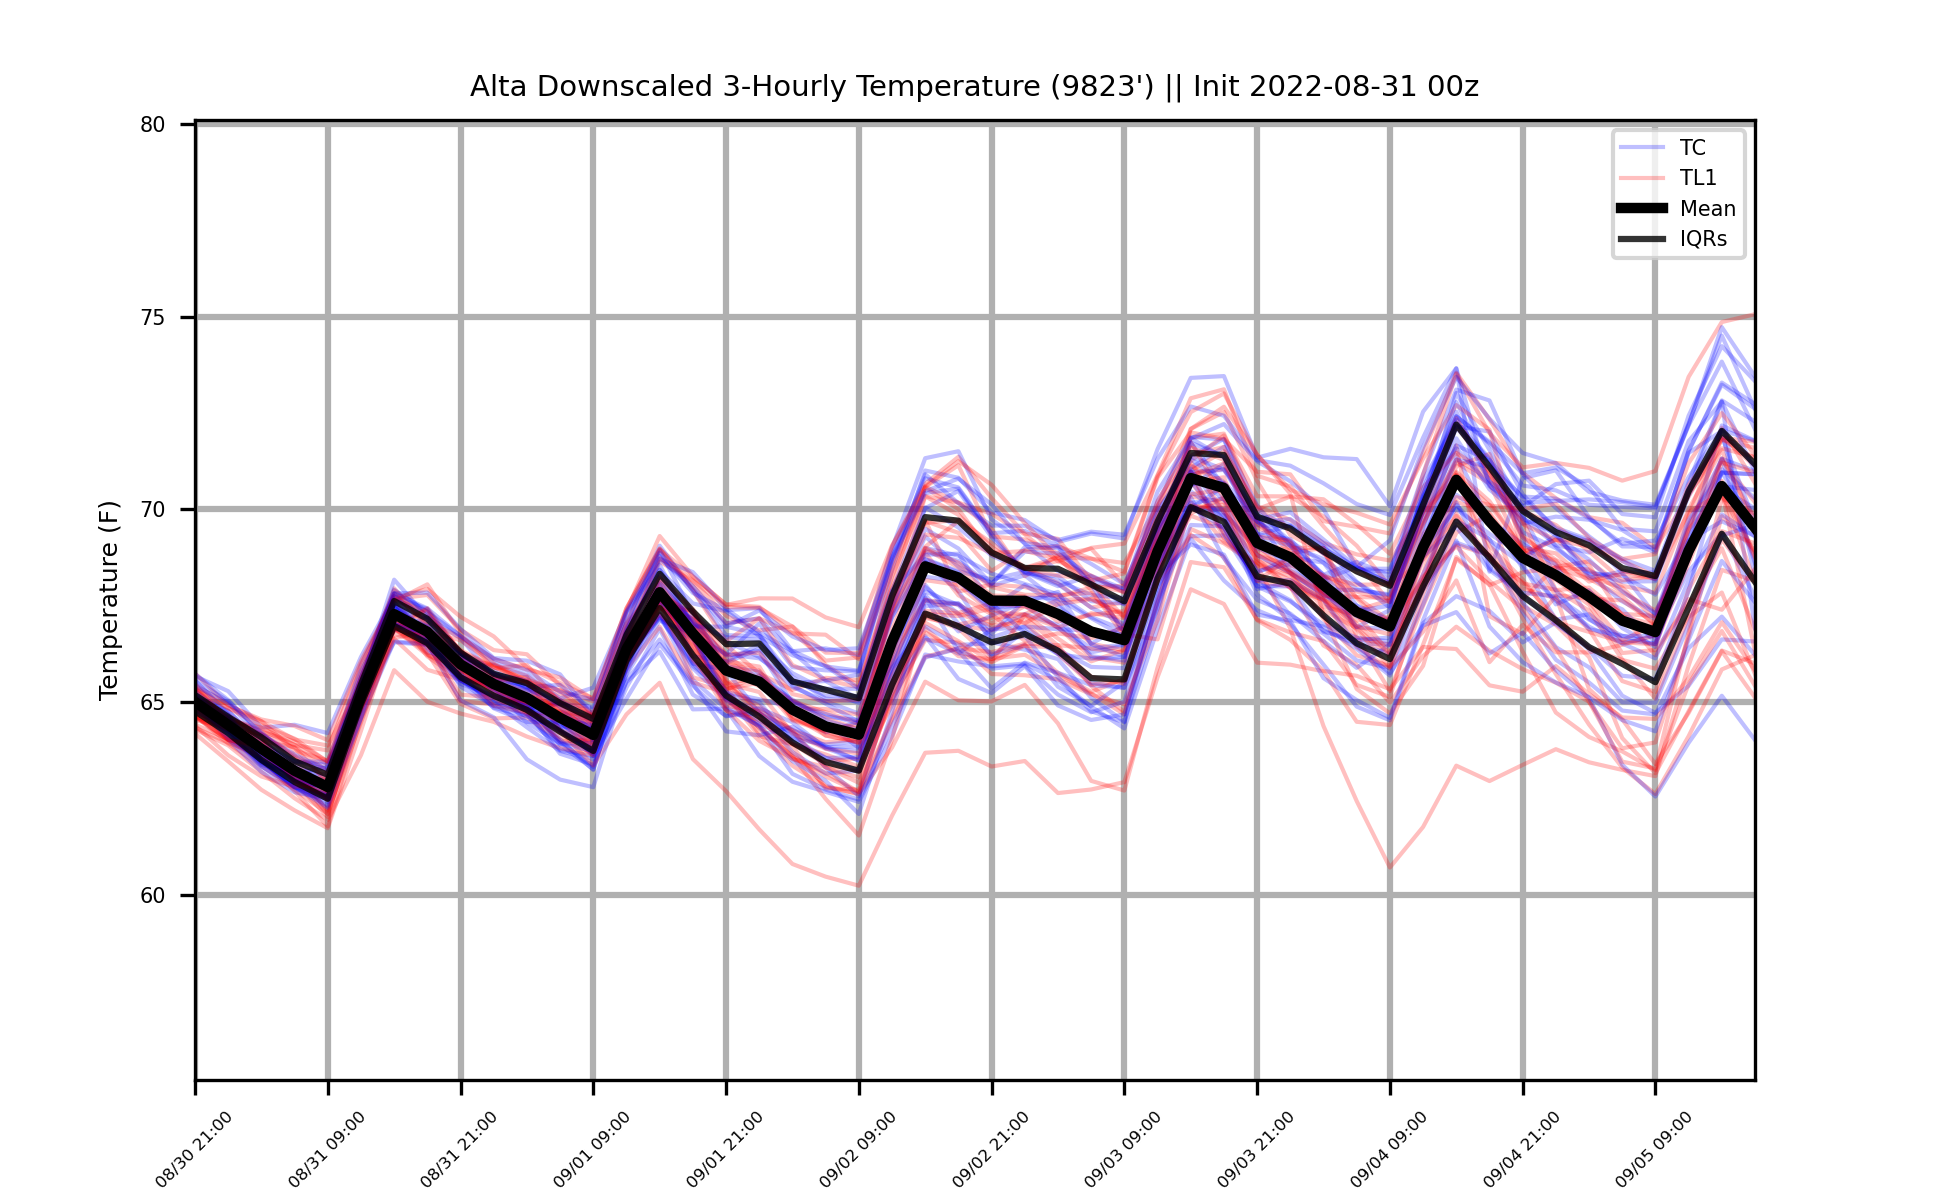 Alta Downscaled 3-Hourly Temperature (9823') || Init 2022-08-31 00z
80
75
70
65
60
Temperature (F)
TC
TL1
Mean
IQRs
08/30 21:00
08/31 09:00
08/31 21:00
09/01 09:00
09/01 21:00
09/02 09:00
09/02 21:00
09/03 09:00
09/03 21:00
09/04 09:00
09/04 21:00
09/05 09:00